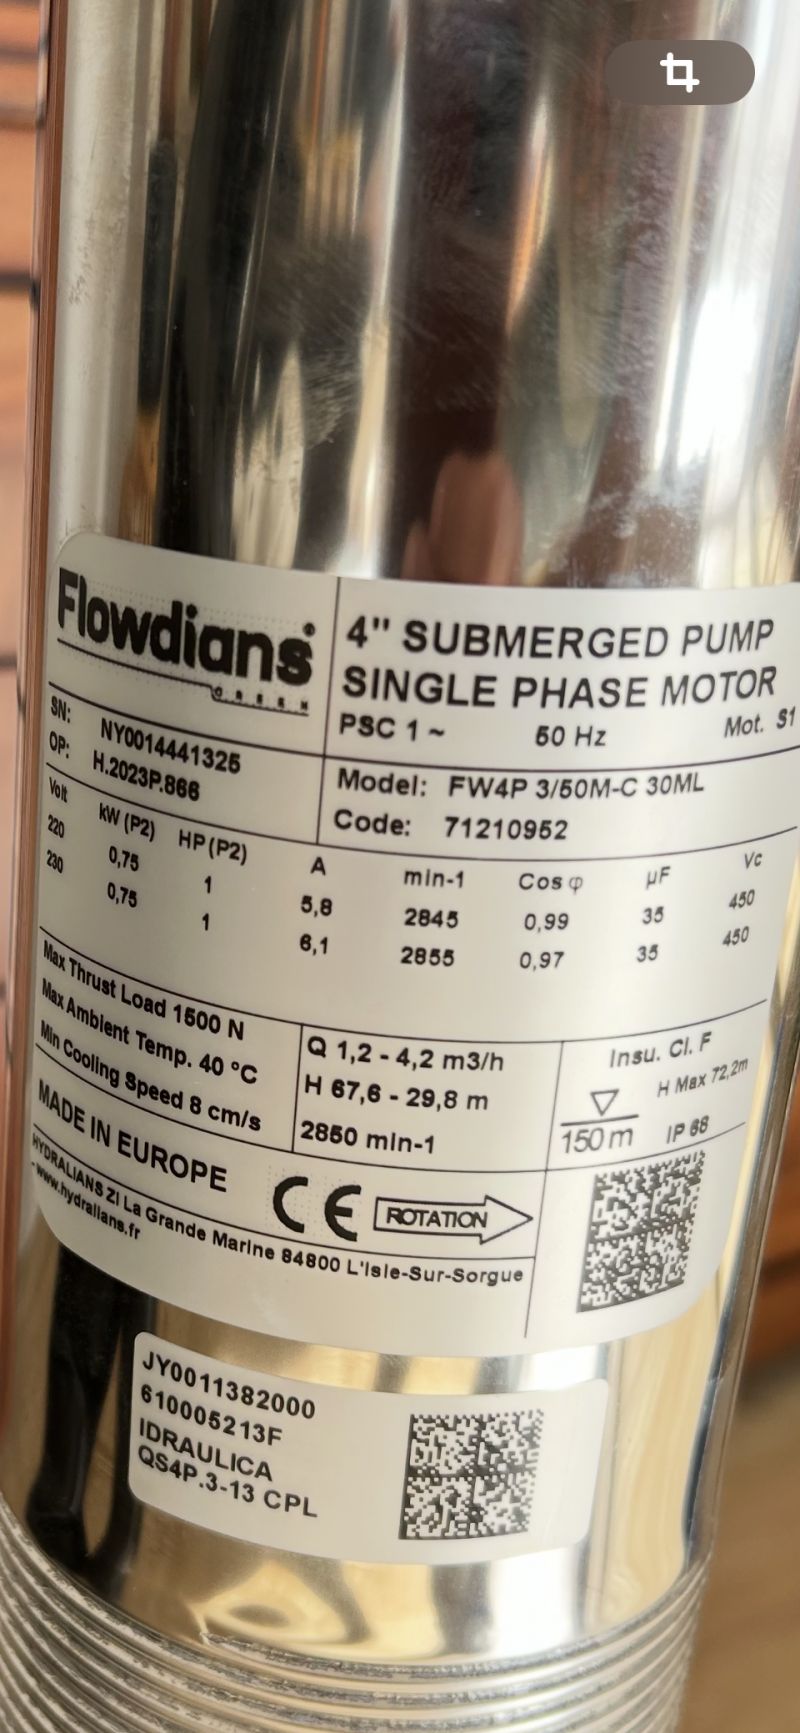 Flowdians
GREEN
4" SUBMERGED PUMP
SINGLE PHASE MOTOR
PSC 1 ~ 50 Hz Mot. S1
SN: NY0014441325
OP: H.2023P.866
Model: FW4P 3/50M-C 30ML
Code: 71210952
Volt kW (P2) HP (P2) A min-1 Cos φ µF Vc
220 0,75 1 5,8 2845 0,99 35 450
230 0,75 1 6,1 2855 0,97 35 450
Max Thrust Load 1500 N
Max Ambient Temp. 40 °C
Min Cooling Speed 8 cm/s
Q 1,2 - 4,2 m3/h
H 67,6 - 29,8 m
2850 min-1
Insu. Cl. F
H Max 72,2m
150 m IP 68
MADE IN EUROPE
CE ROTATION
HYDRALIANS ZI La Grande Marine 84800 L'Isle-Sur-Sorgue
- www.hydralians.fr
JY0011382000
610005213F
IDRAULICA
QS4P.3-13 CPL